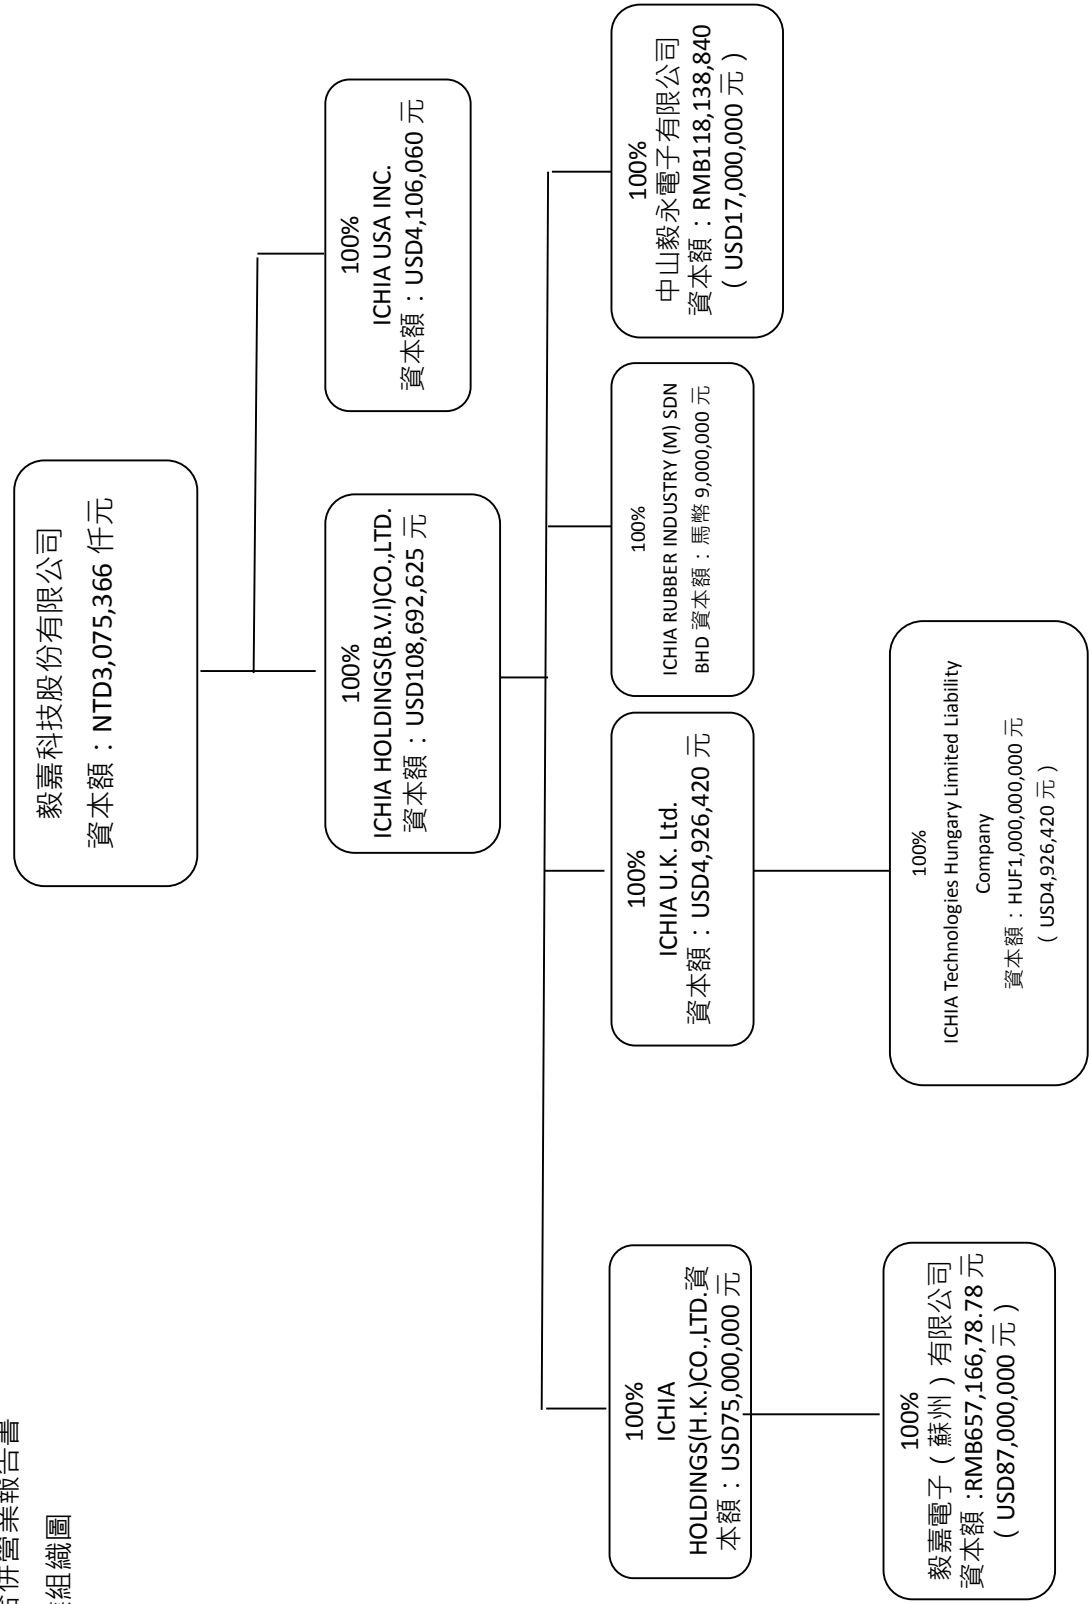 合併營業報告書
組織圖
毅嘉科技股份有限公司
資本額：NTD3,075,366 仟元
100%
ICHIA HOLDINGS(B.V.I)CO.,LTD.
資本額：USD108,692,625 元
100%
ICHIA USA INC.
資本額：USD4,106,060 元
100%
ICHIA
HOLDINGS(H.K.)CO.,LTD.資
本額：USD75,000,000 元
100%
ICHIA U.K. Ltd.
資本額：USD4,926,420 元
100%
ICHIA RUBBER INDUSTRY (M) SDN
BHD 資本額：馬幣 9,000,000 元
100%
中山毅永電子有限公司
資本額：RMB118,138,840
（USD17,000,000 元）
100%
毅嘉電子（蘇州）有限公司
資本額:RMB657,166,78.78 元
（USD87,000,000 元）
100%
ICHIA Technologies Hungary Limited Liability
Company
資本額：HUF1,000,000,000 元
（USD4,926,420 元）